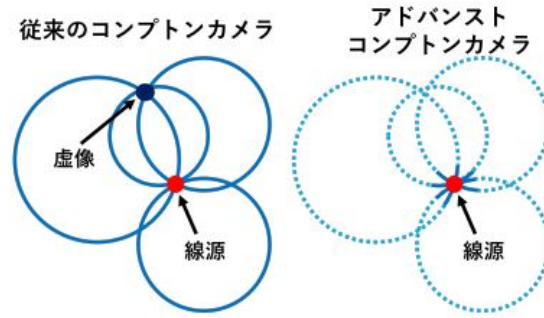 従来のコンプトンカメラ
虚像
線源
アドバンスト
コンプトンカメラ
線源